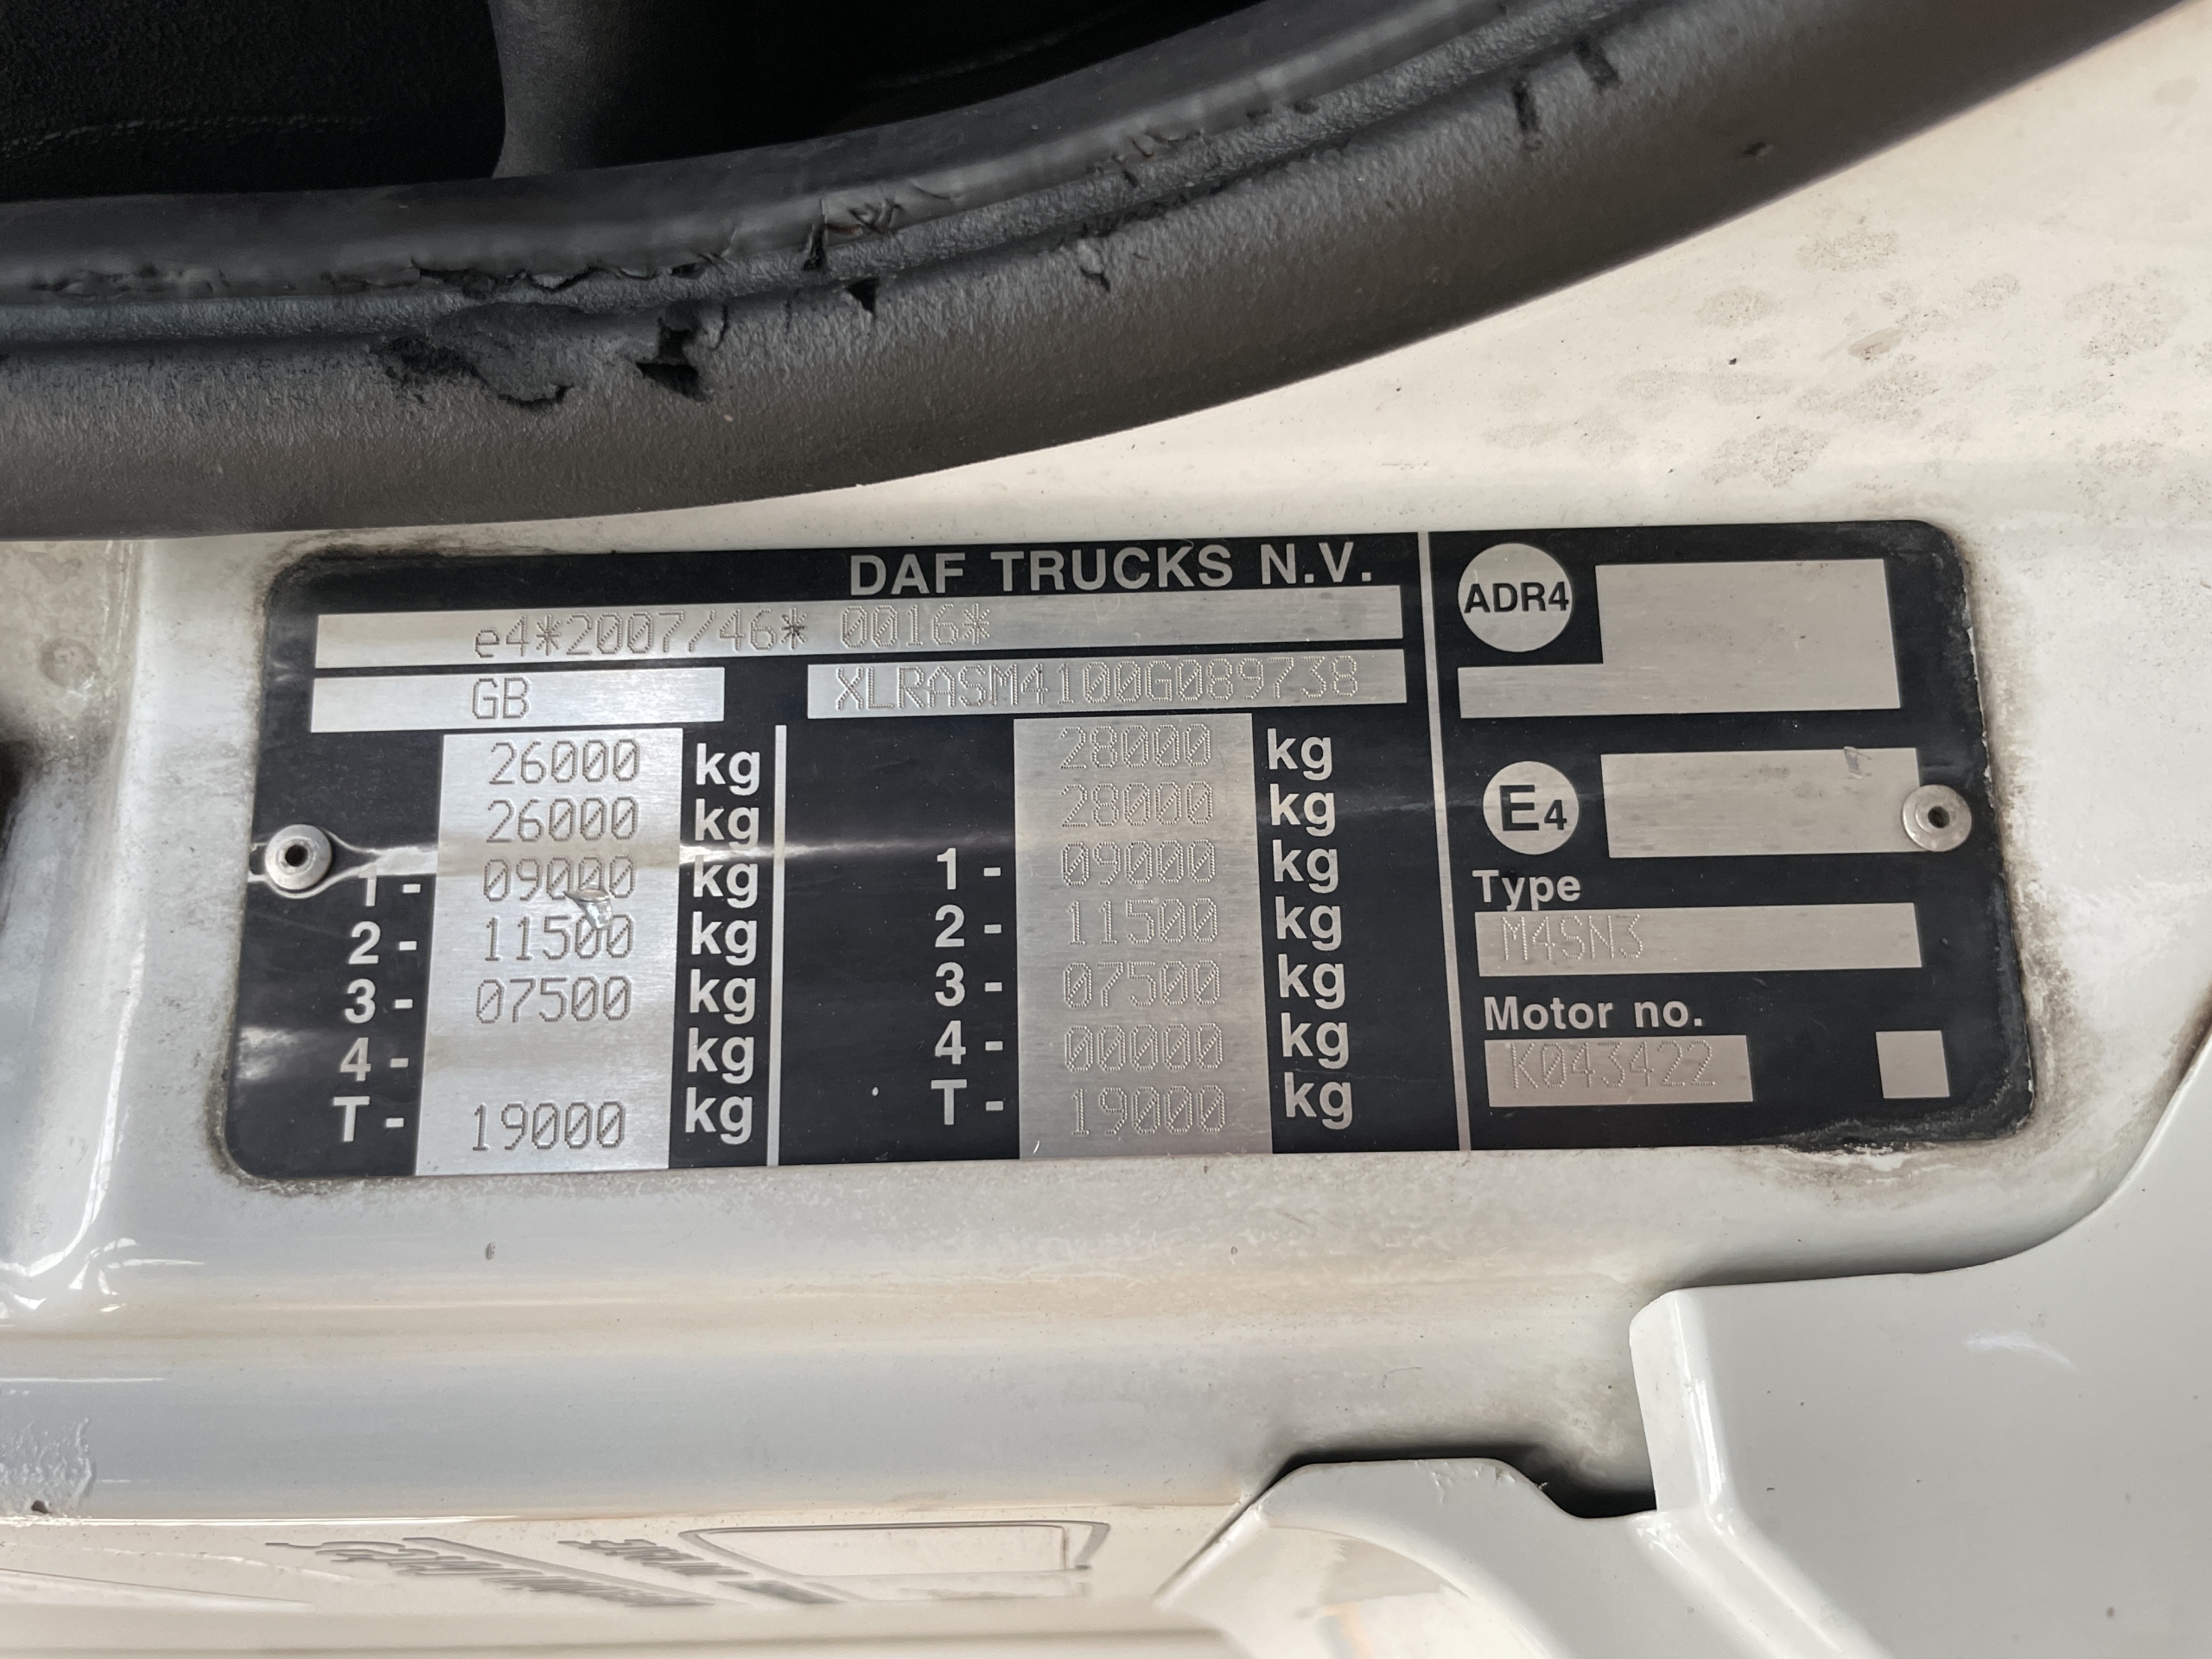 DAF TRUCKS N.V.
e4*2007/46* 0016*
GB XLRASM4100G089738
26000 kg 28000 kg
26000 kg 28000 kg
1 - 09000 kg 1 - 09000 kg
2 - 11500 kg 2 - 11500 kg
3 - 07500 kg 3 - 07500 kg
4 - kg 4 - 00000 kg
T - 19000 kg T - 19000 kg
ADR4
E4
Type
M4SN3
Motor no.
K043422